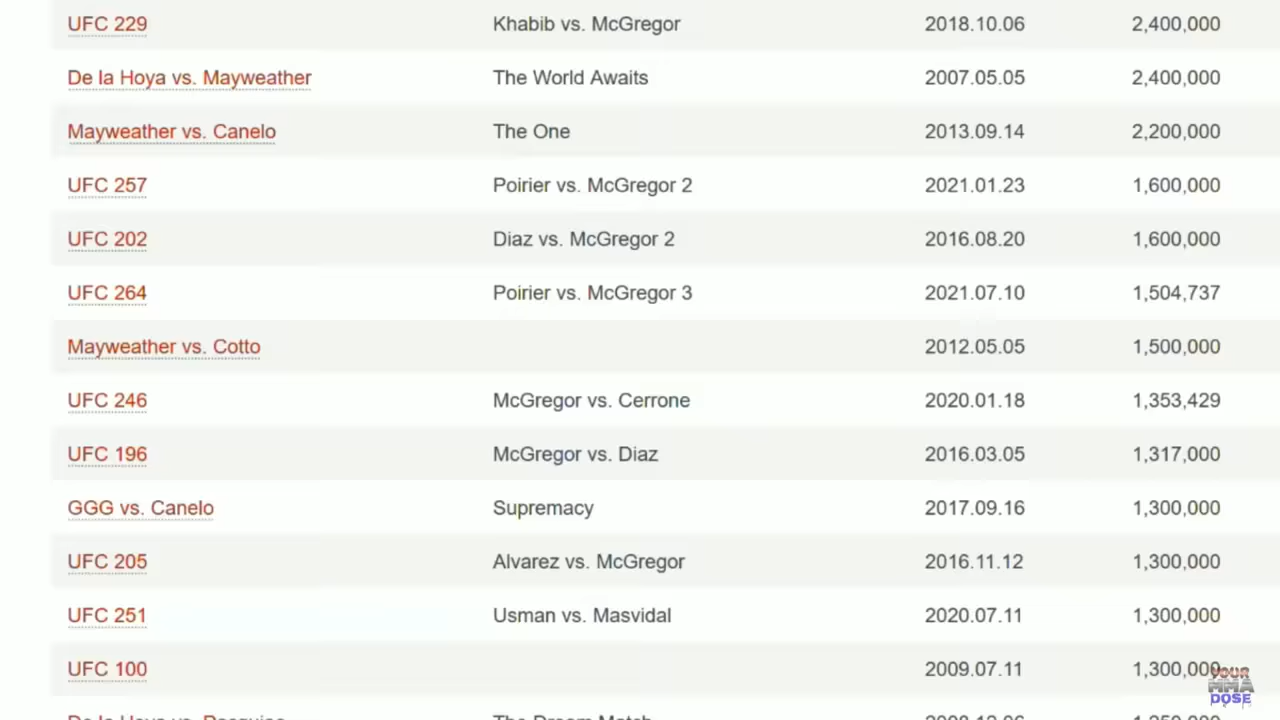 UFC 229 Khabib vs. McGregor 2018.10.06 2,400,000
De la Hoya vs. Mayweather The World Awaits 2007.05.05 2,400,000
Mayweather vs. Canelo The One 2013.09.14 2,200,000
UFC 257 Poirier vs. McGregor 2 2021.01.23 1,600,000
UFC 202 Diaz vs. McGregor 2 2016.08.20 1,600,000
UFC 264 Poirier vs. McGregor 3 2021.07.10 1,504,737
Mayweather vs. Cotto 2012.05.05 1,500,000
UFC 246 McGregor vs. Cerrone 2020.01.18 1,353,429
UFC 196 McGregor vs. Diaz 2016.03.05 1,317,000
GGG vs. Canelo Supremacy 2017.09.16 1,300,000
UFC 205 Alvarez vs. McGregor 2016.11.12 1,300,000
UFC 251 Usman vs. Masvidal 2020.07.11 1,300,000
UFC 100 2009.07.11 1,300,000
YOUR
MMA
DOSE